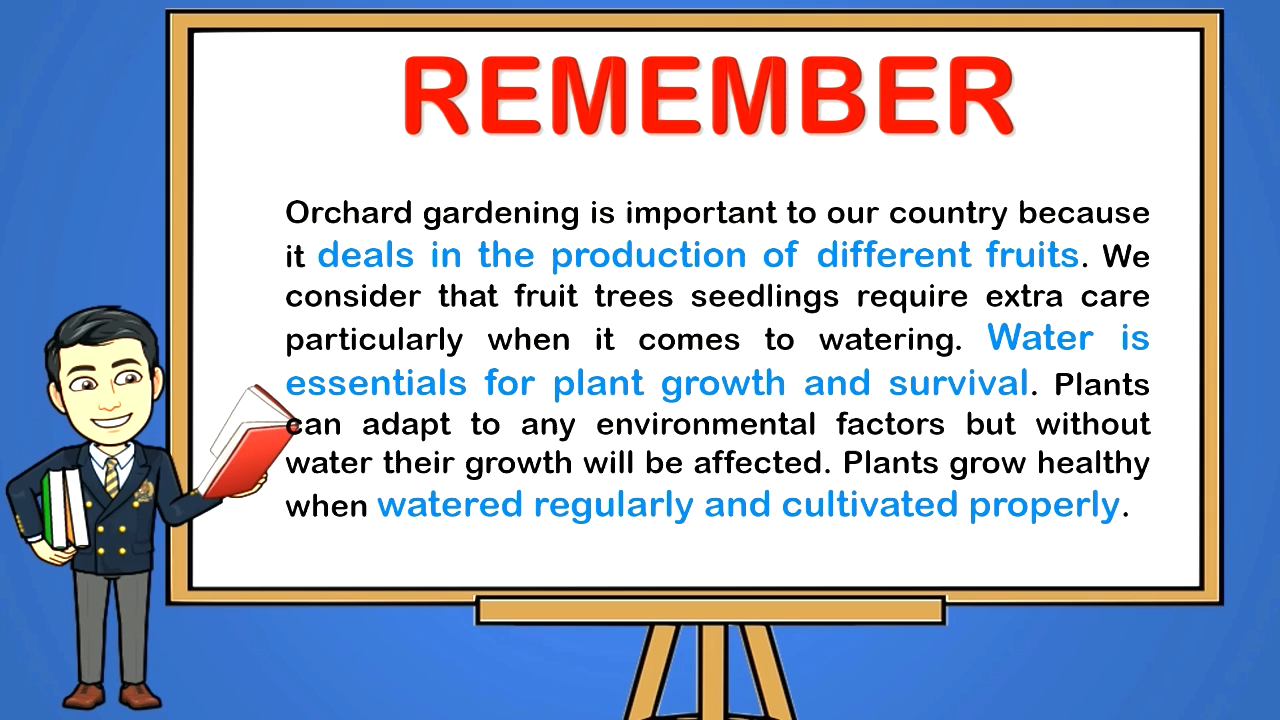 REMEMBER
Orchard gardening is important to our country because
it deals in the production of different fruits. We
consider that fruit trees seedlings require extra care
particularly when it comes to watering. Water is
essentials for plant growth and survival. Plants
can adapt to any environmental factors but without
water their growth will be affected. Plants grow healthy
when watered regularly and cultivated properly.